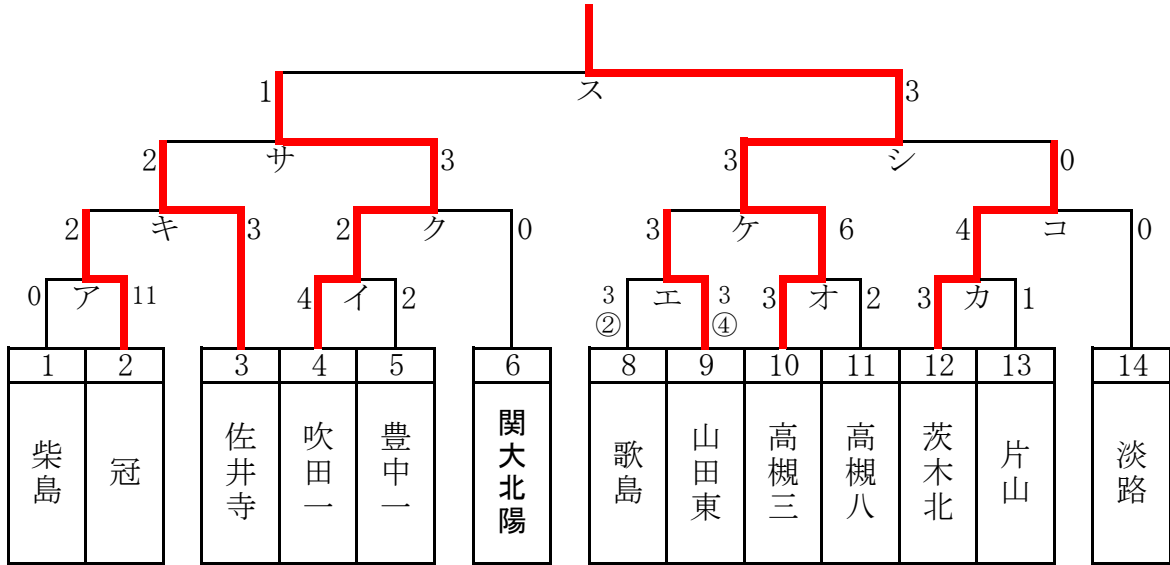 1 ス 3
2 サ 3 3 シ 0
2 キ 3 2 ク 0 3 ケ 6 4 コ 0
0 ア 11 4 イ 2 3 エ 3 3 オ 2 3 カ 1
② ④
1 2 3 4 5 6 8 9 10 11 12 13 14
柴島
冠
佐井寺
吹田一
豊中一
関大北陽
歌島
山田東
高槻三
高槻八
茨木北
片山
淡路